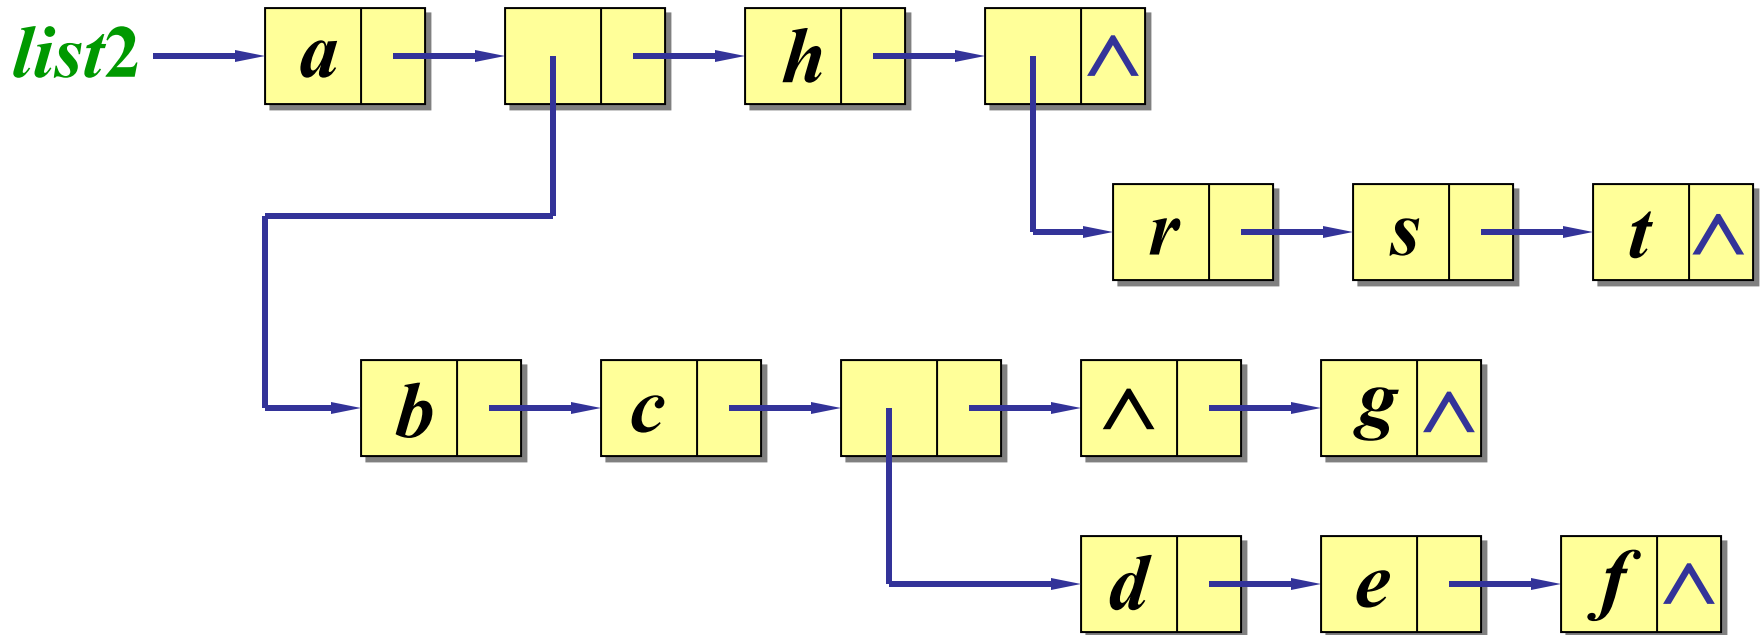 list2 a h ∧
r s t ∧
b c ∧ g ∧
d e f ∧